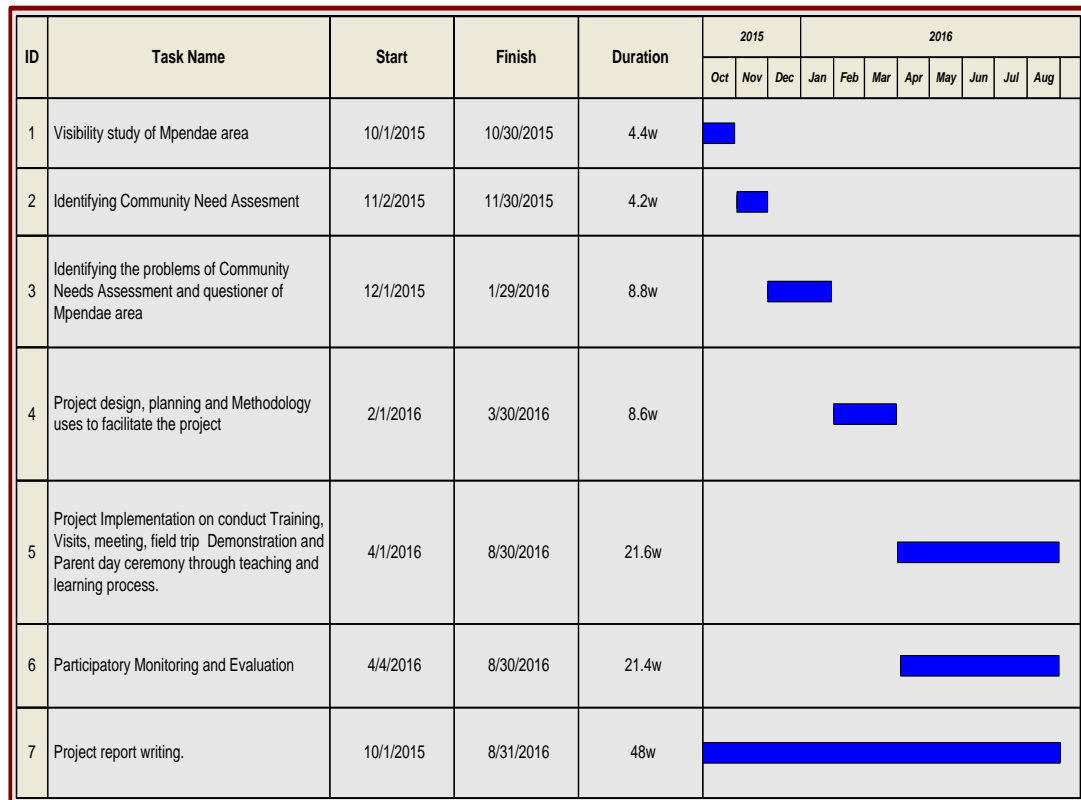 ID Task Name Start Finish Duration 2015 2016
Oct Nov Dec Jan Feb Mar Apr May Jun Jul Aug
1 Visibility study of Mpendae area 10/1/2015 10/30/2015 4.4w
2 Identifying Community Need Assesment 11/2/2015 11/30/2015 4.2w
3 Identifying the problems of Community
Needs Assessment and questioner of
Mpendae area
12/1/2015 1/29/2016 8.8w
4 Project design, planning and Methodology
uses to facilitate the project
2/1/2016 3/30/2016 8.6w
5 Project Implementation on conduct Training,
Visits, meeting, field trip Demonstration and
Parent day ceremony through teaching and
learning process.
4/1/2016 8/30/2016 21.6w
6 Participatory Monitoring and Evaluation 4/4/2016 8/30/2016 21.4w
7 Project report writing. 10/1/2015 8/31/2016 48w